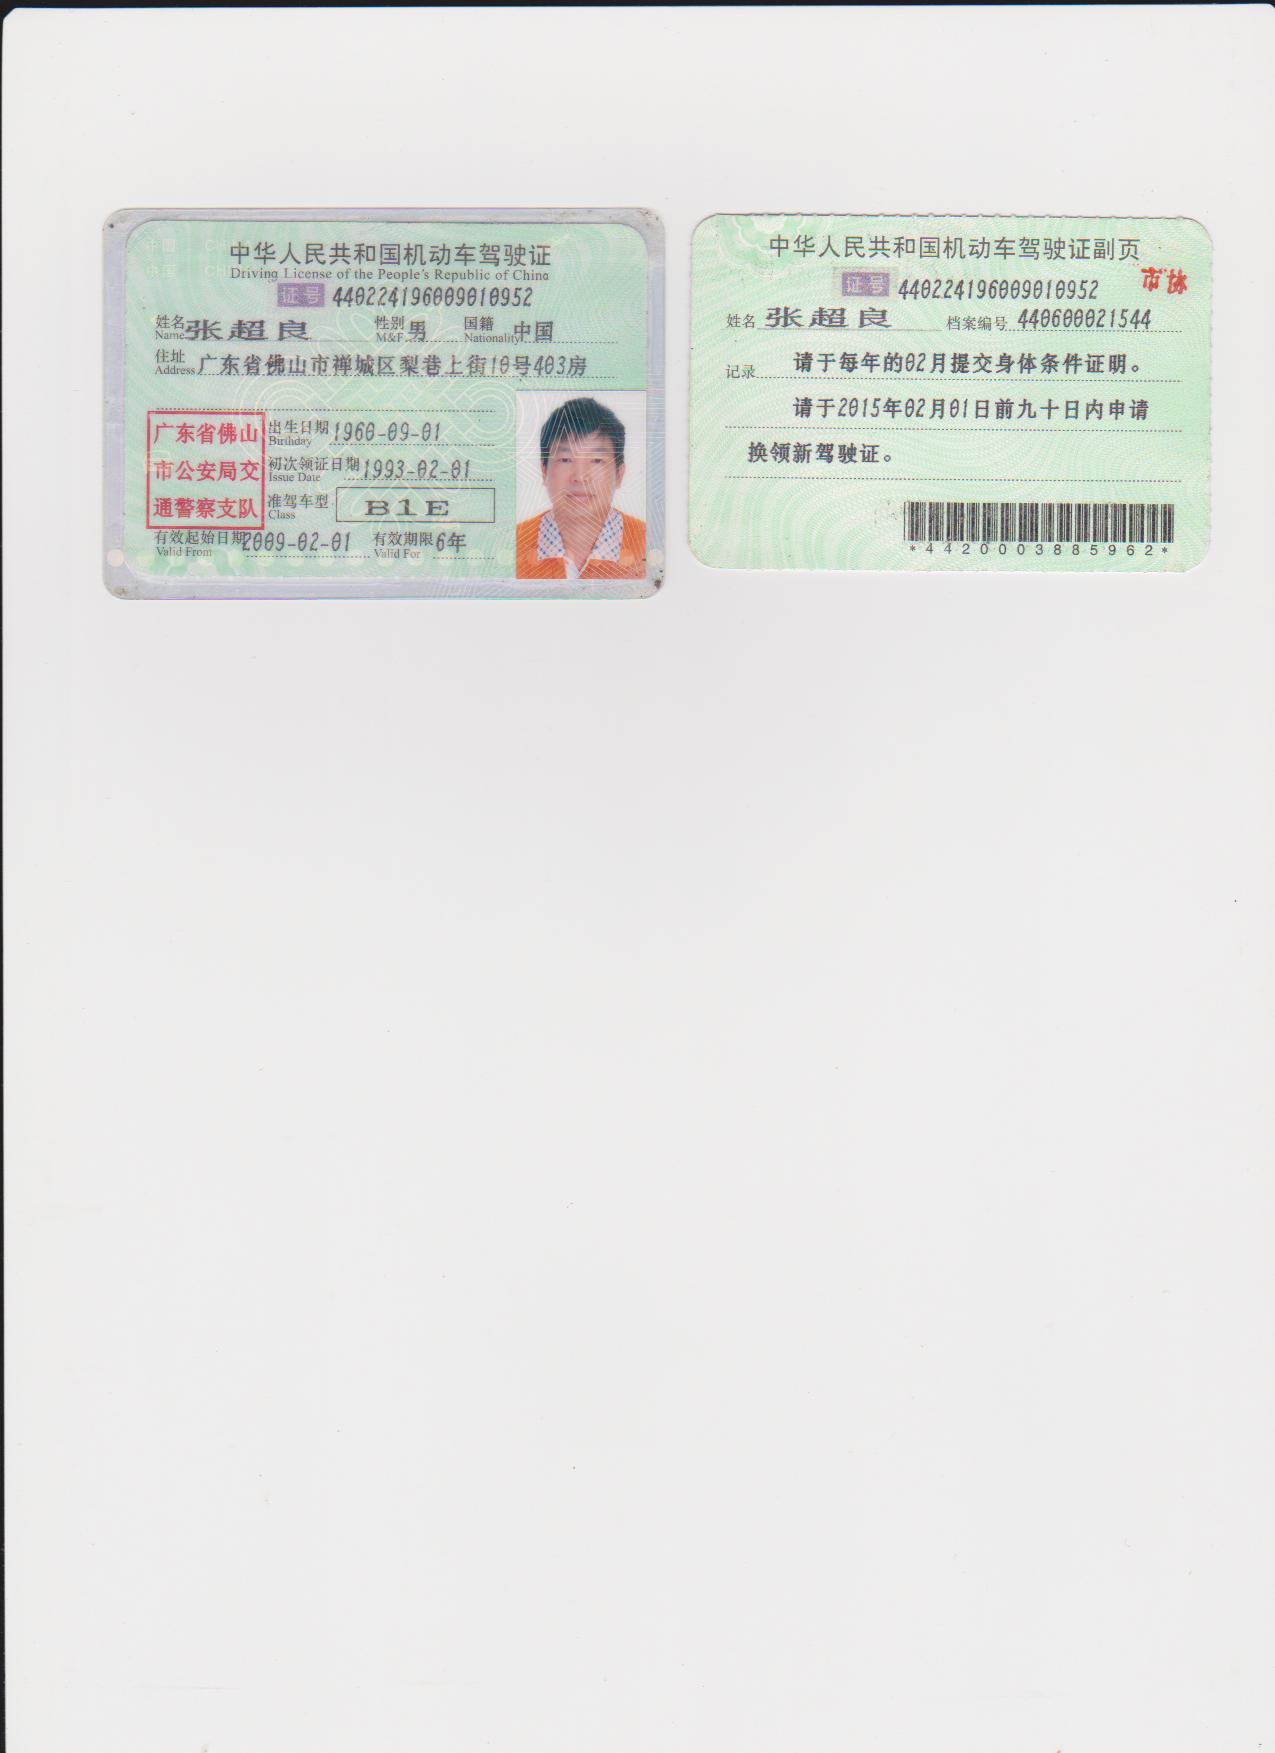 中国 CHINA
中国 CHI
中华人民共和国机动车驾驶证
Driving License of the People's Republic of China
证号 440224196009010952
姓名 张超良 性别 男 国籍 中国
Name M&F Nationality
住址 广东省佛山市禅城区梨巷上街10号403房
Address
广东省佛山
市公安局交
通警察支队
出生日期 1960-09-01
Birthday
初次领证日期 1993-02-01
Issue Date
准驾车型 B1E
Class
有效起始日期 2009-02-01 有效期限 6年
Valid From Valid For
中华人民共和国机动车驾驶证副页
证号 440224196009010952
姓名 张超良 档案编号 440600021544
记录 请于每年的02月提交身体条件证明。
请于2015年02月01日前九十日内申请
换领新驾驶证。
*4420003885962*